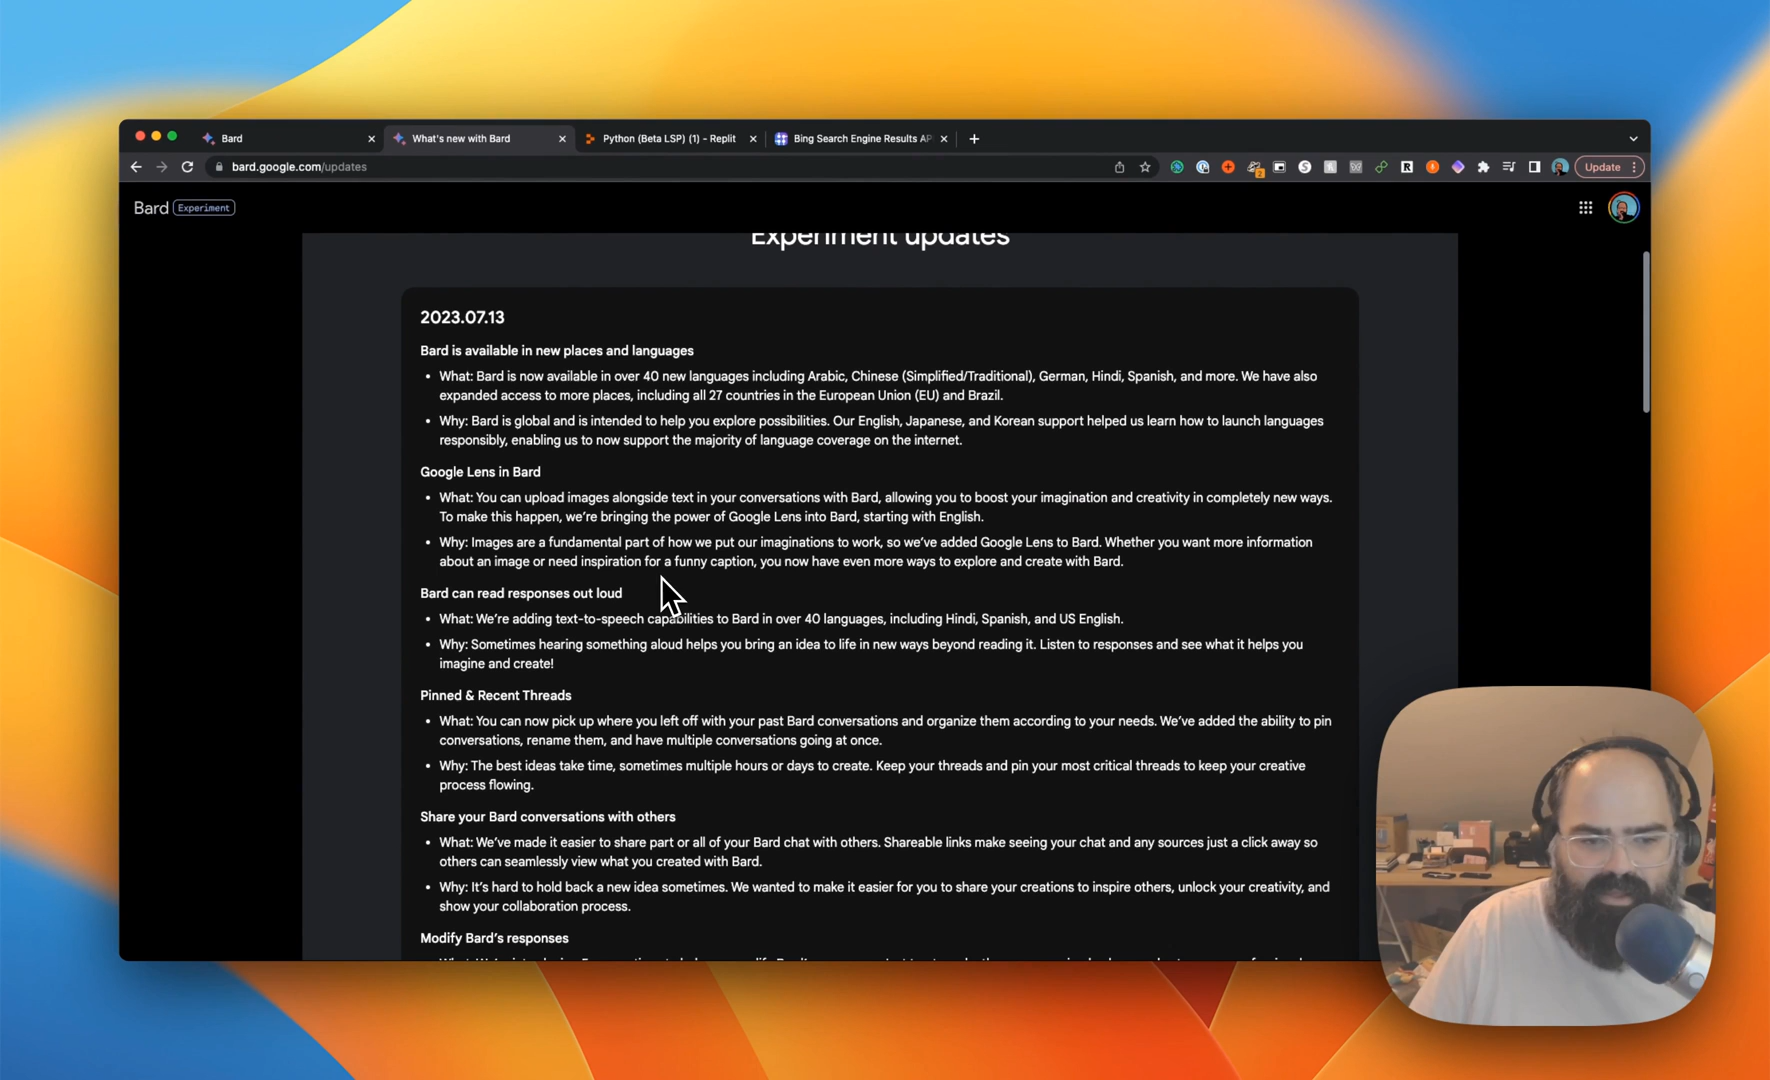 Bard
What's new with Bard
Python (Beta LSP) (1) - Replit
Bing Search Engine Results AP
bard.google.com/updates
Update
Bard Experiment
Experiment updates
2023.07.13
Bard is available in new places and languages
• What: Bard is now available in over 40 new languages including Arabic, Chinese (Simplified/Traditional), German, Hindi, Spanish, and more. We have also
expanded access to more places, including all 27 countries in the European Union (EU) and Brazil.
• Why: Bard is global and is intended to help you explore possibilities. Our English, Japanese, and Korean support helped us learn how to launch languages
responsibly, enabling us to now support the majority of language coverage on the internet.
Google Lens in Bard
• What: You can upload images alongside text in your conversations with Bard, allowing you to boost your imagination and creativity in completely new ways.
To make this happen, we're bringing the power of Google Lens into Bard, starting with English.
• Why: Images are a fundamental part of how we put our imaginations to work, so we've added Google Lens to Bard. Whether you want more information
about an image or need inspiration for a funny caption, you now have even more ways to explore and create with Bard.
Bard can read responses out loud
• What: We're adding text-to-speech capabilities to Bard in over 40 languages, including Hindi, Spanish, and US English.
• Why: Sometimes hearing something aloud helps you bring an idea to life in new ways beyond reading it. Listen to responses and see what it helps you
imagine and create!
Pinned & Recent Threads
• What: You can now pick up where you left off with your past Bard conversations and organize them according to your needs. We've added the ability to pin
conversations, rename them, and have multiple conversations going at once.
• Why: The best ideas take time, sometimes multiple hours or days to create. Keep your threads and pin your most critical threads to keep your creative
process flowing.
Share your Bard conversations with others
• What: We've made it easier to share part or all of your Bard chat with others. Shareable links make seeing your chat and any sources just a click away so
others can seamlessly view what you created with Bard.
• Why: It's hard to hold back a new idea sometimes. We wanted to make it easier for you to share your creations to inspire others, unlock your creativity, and
show your collaboration process.
Modify Bard's responses